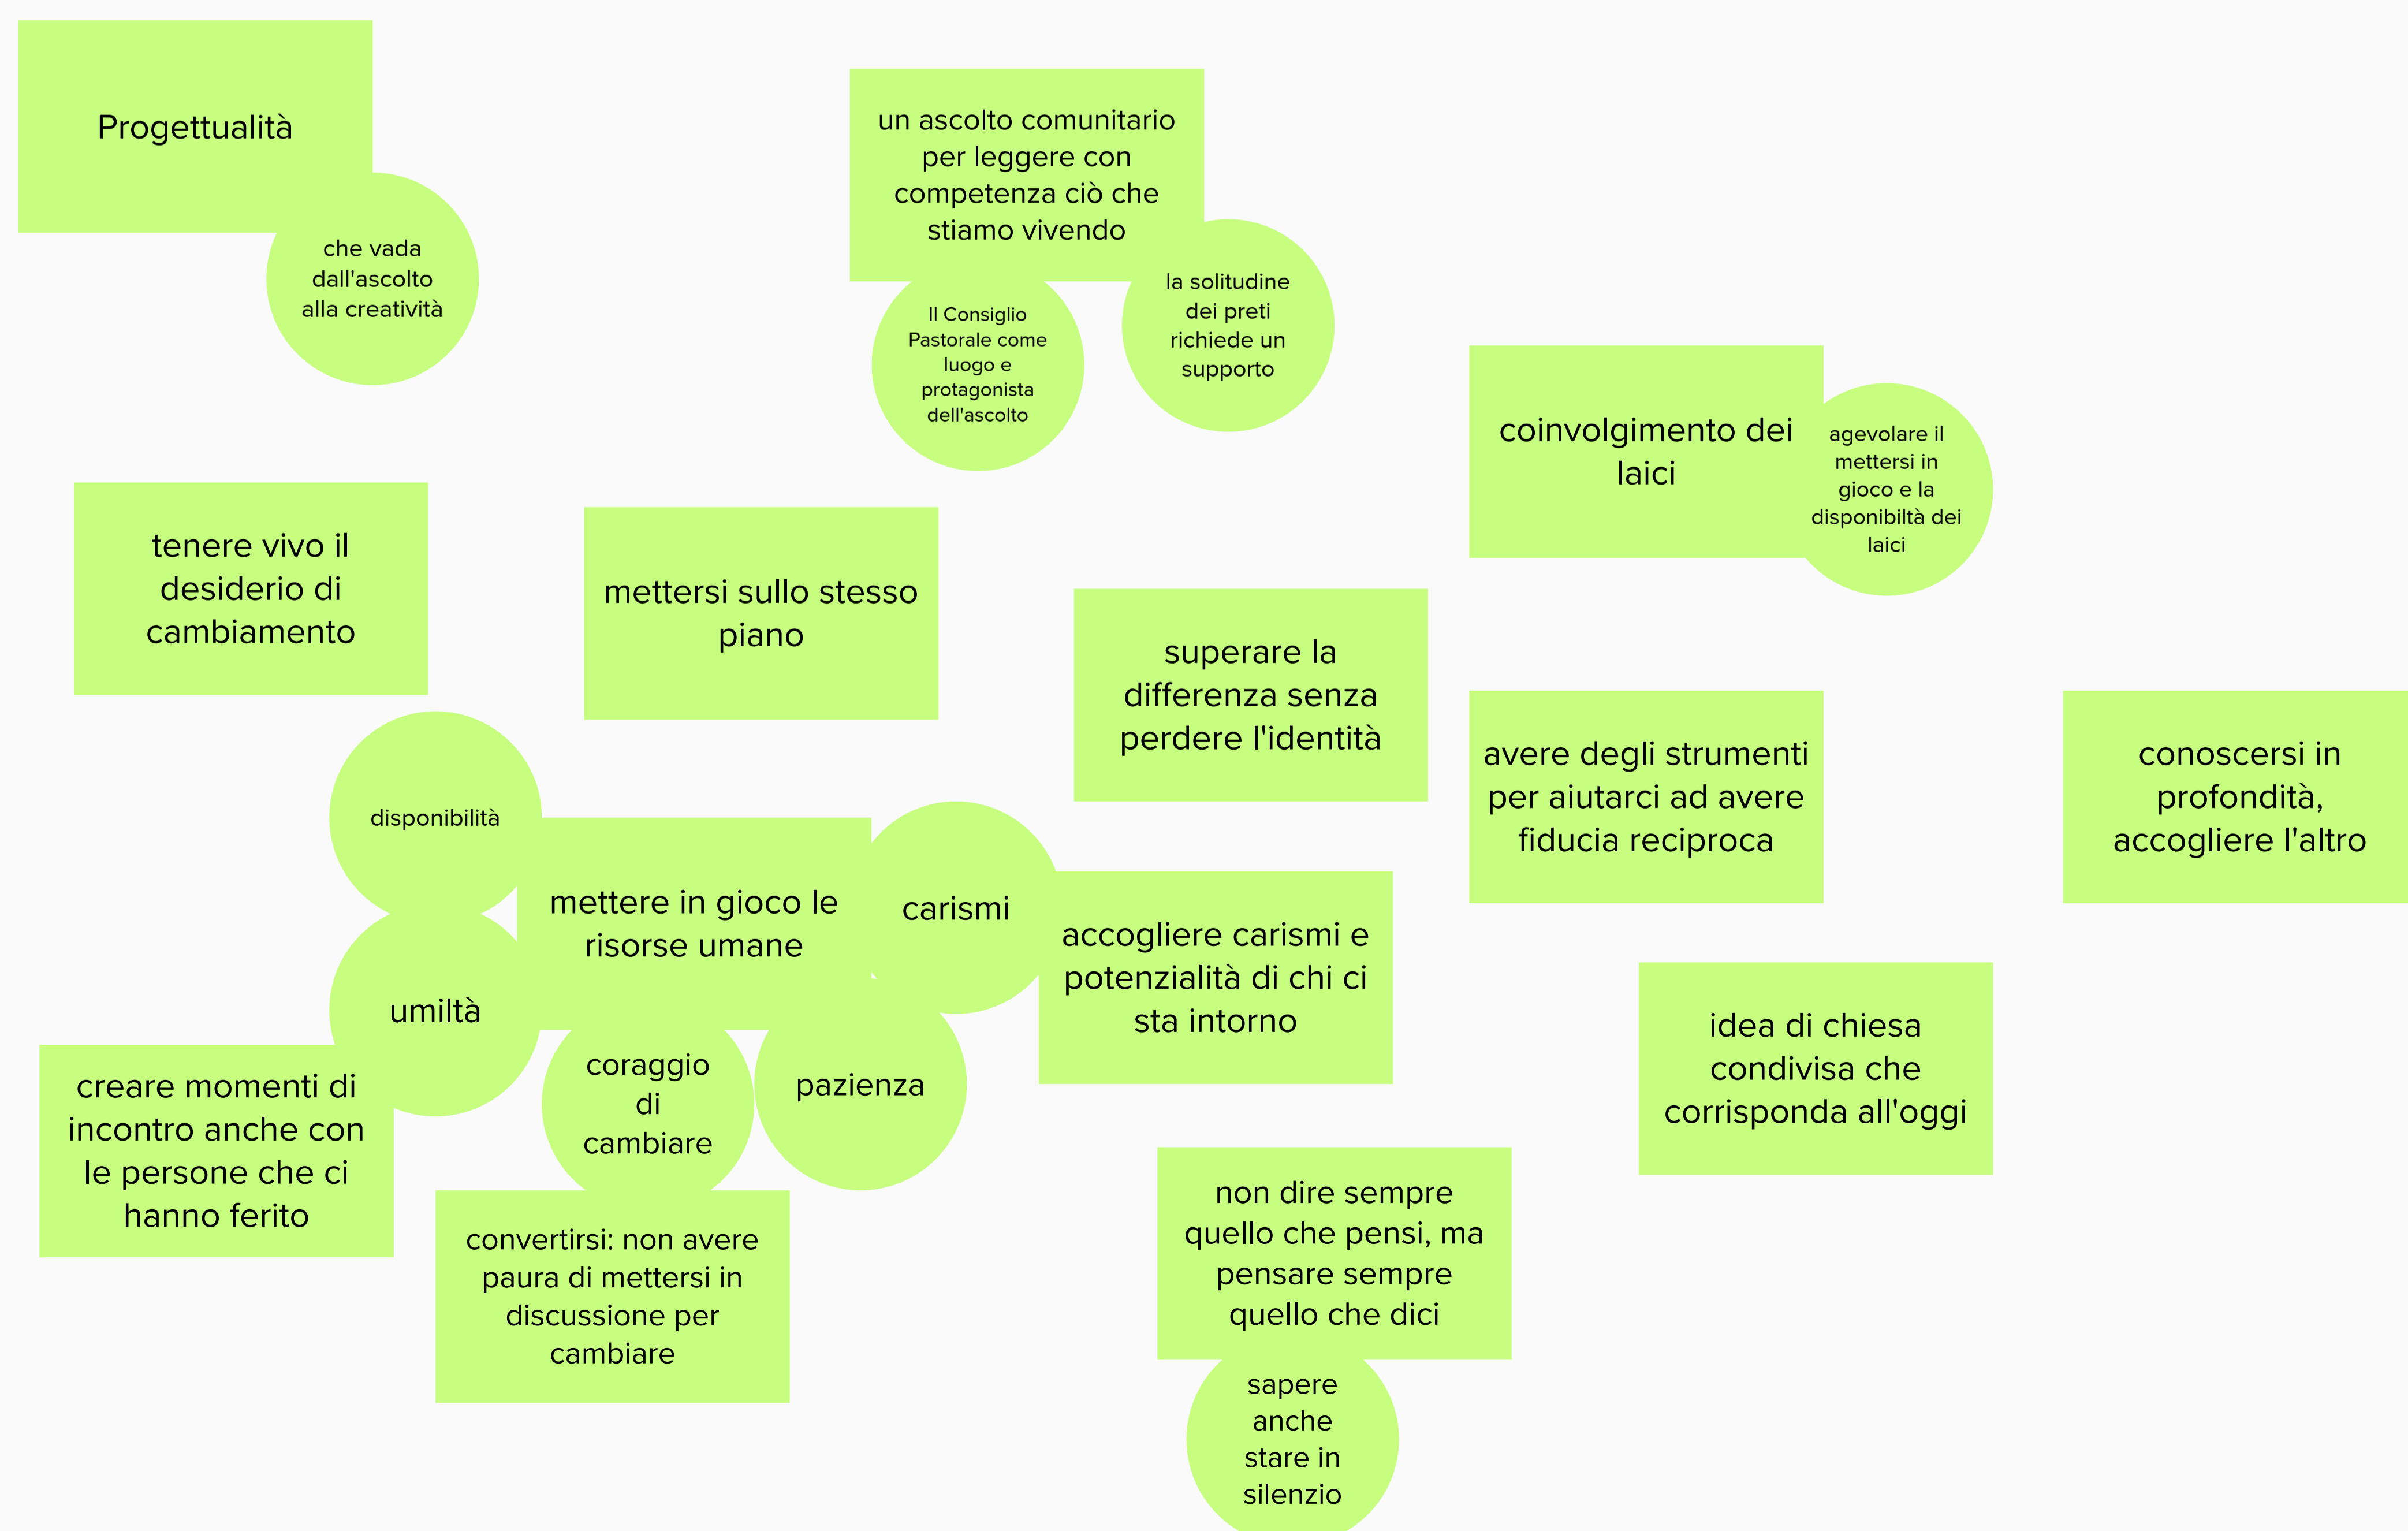 Progettualità
che vada
dall'ascolto
alla creatività
un ascolto comunitario
per leggere con
competenza ciò che
stiamo vivendo
Il Consiglio
Pastorale come
luogo e
protagonista
dell'ascolto
la solitudine
dei preti
richiede un
supporto
coinvolgimento dei
laici
agevolare il
mettersi in
gioco e la
disponibiltà dei
laici
tenere vivo il
desiderio di
cambiamento
mettersi sullo stesso
piano
superare la
differenza senza
perdere l'identità
avere degli strumenti
per aiutarci ad avere
fiducia reciproca
conoscersi in
profondità,
accogliere l'altro
disponibilità
mettere in gioco le
risorse umane
carismi
accogliere carismi e
potenzialità di chi ci
sta intorno
umiltà
coraggio
di
cambiare
pazienza
idea di chiesa
condivisa che
corrisponda all'oggi
creare momenti di
incontro anche con
le persone che ci
hanno ferito
convertirsi: non avere
paura di mettersi in
discussione per
cambiare
non dire sempre
quello che pensi, ma
pensare sempre
quello che dici
sapere
anche
stare in
silenzio